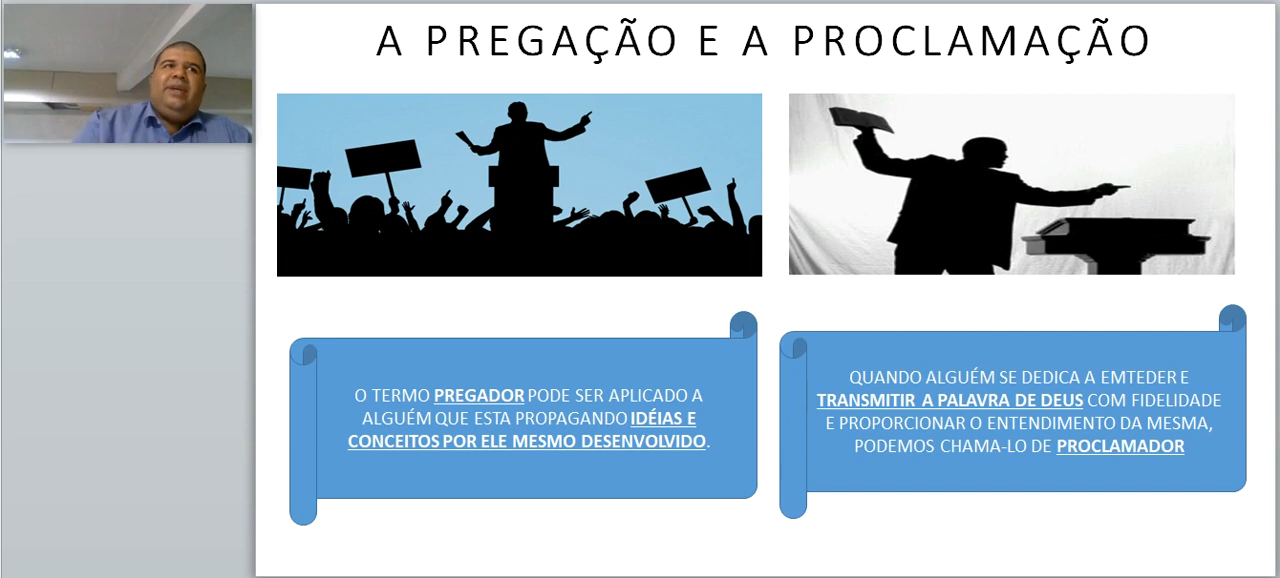 A PREGAÇÃO E A PROCLAMAÇÃO
O TERMO PREGADOR PODE SER APLICADO A
ALGUÉM QUE ESTA PROPAGANDO IDÉIAS E
CONCEITOS POR ELE MESMO DESENVOLVIDO.
QUANDO ALGUÉM SE DEDICA A EMTEDER E
TRANSMITIR A PALAVRA DE DEUS COM FIDELIDADE
E PROPORCIONAR O ENTENDIMENTO DA MESMA,
PODEMOS CHAMA-LO DE PROCLAMADOR